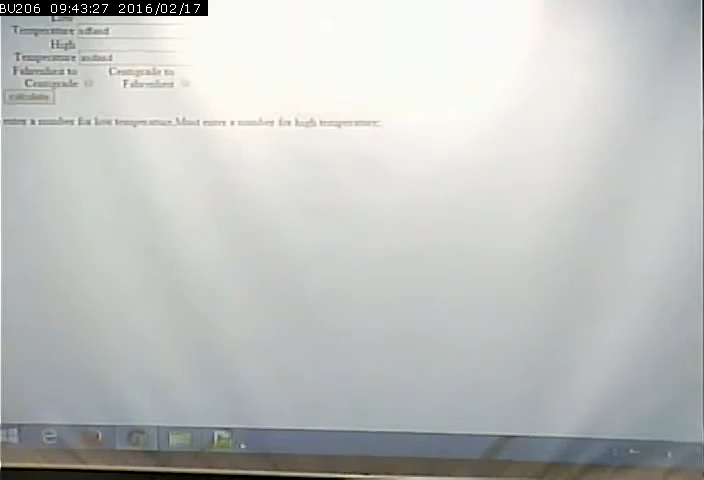 BU206 09:43:27 2016/02/17
Low
Temperature
High
Temperature
Fahrenheit to Centigrade to
Centigrade Fahrenheit
calculate
enter a number for low temperature,Must enter a number for high temperature;